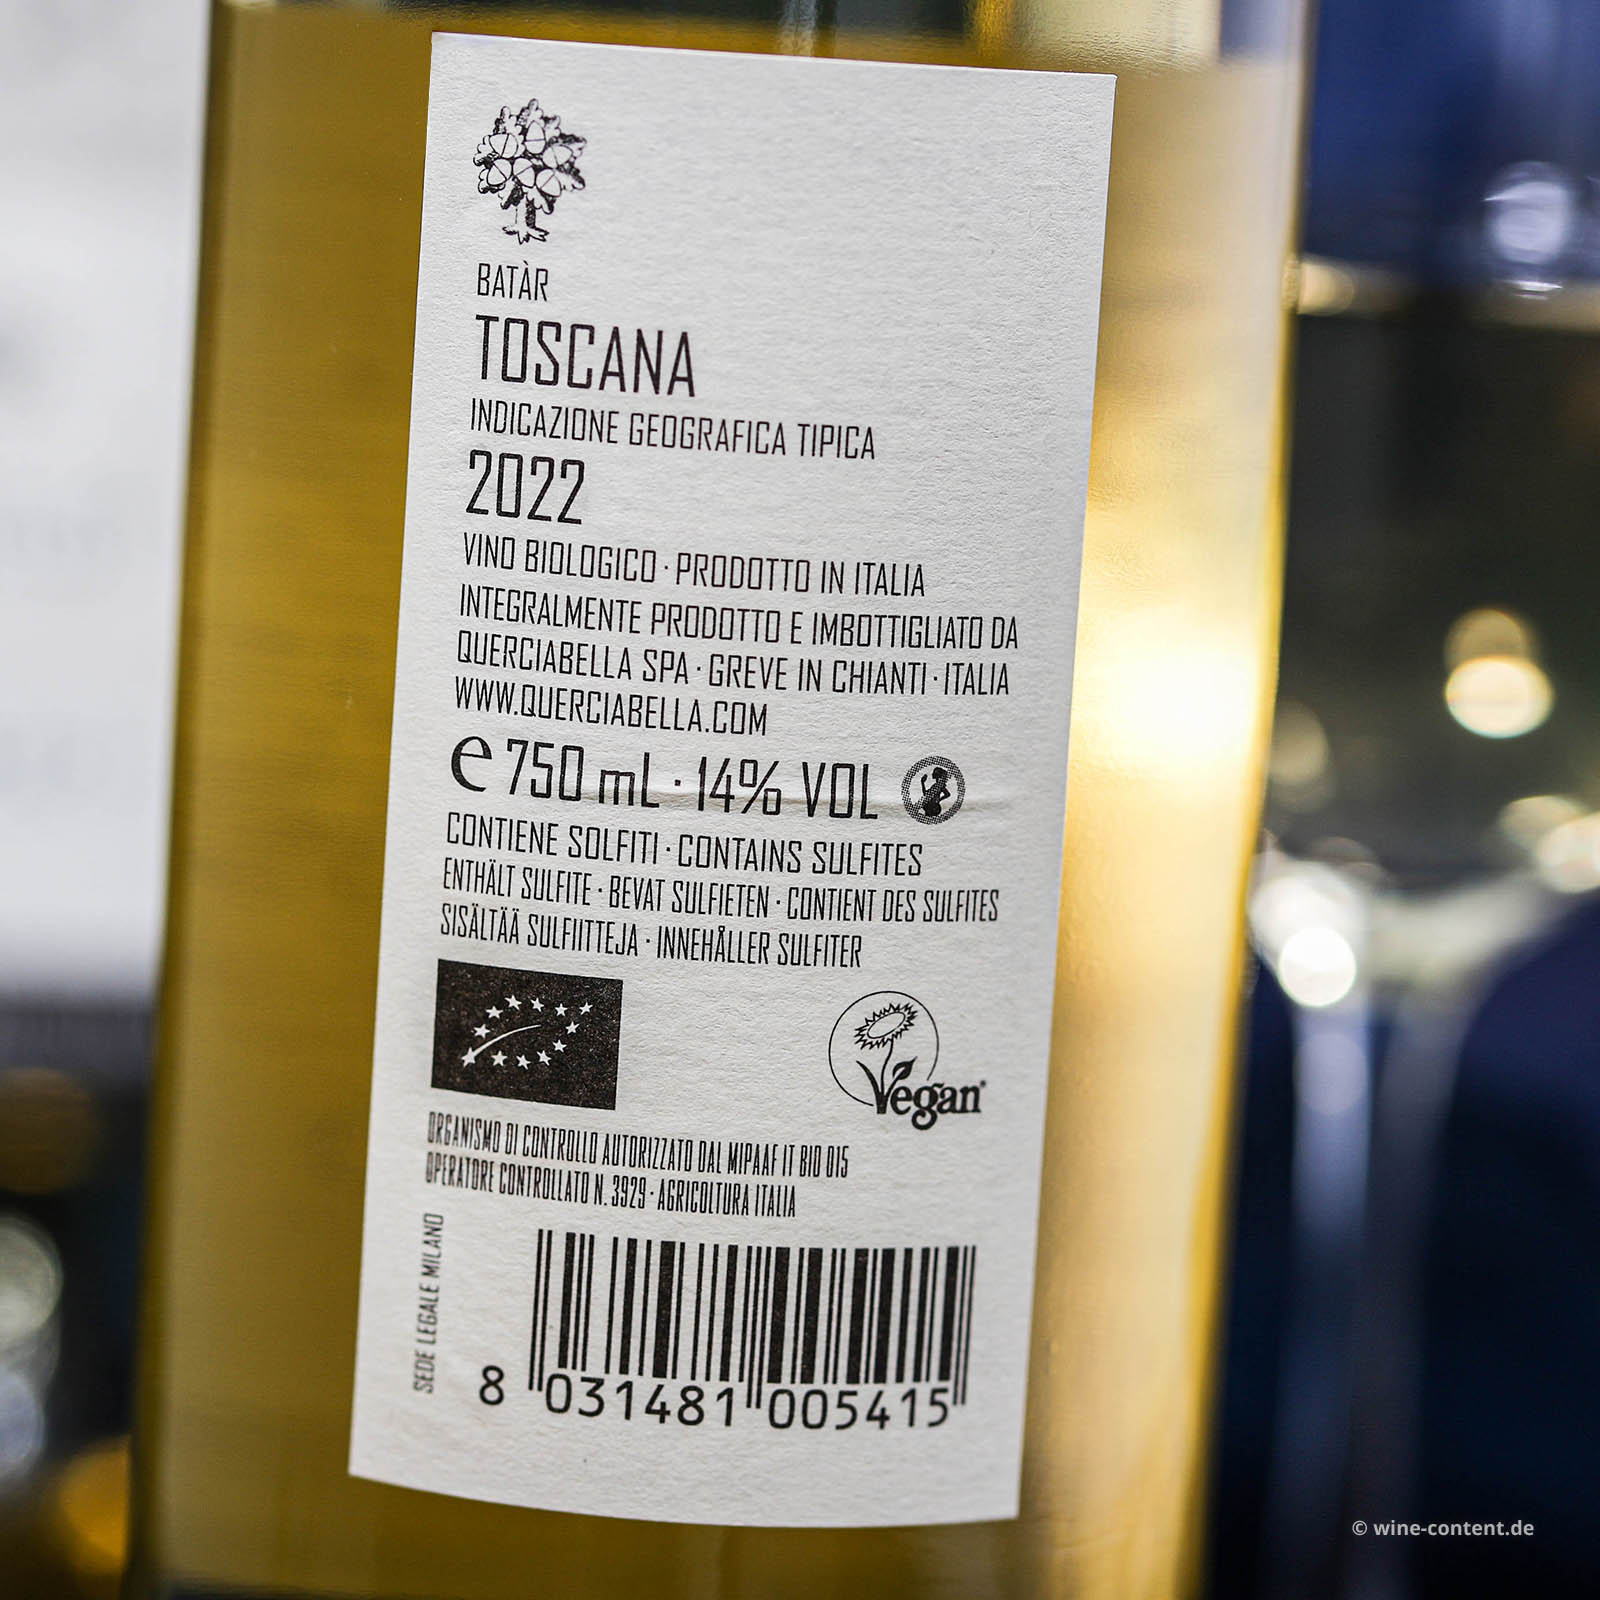 BATÀR
TOSCANA
INDICAZIONE GEOGRAFICA TIPICA
2022
VINO BIOLOGICO · PRODOTTO IN ITALIA
INTEGRALMENTE PRODOTTO E IMBOTTIGLIATO DA
QUERCIABELLA SPA · GREVE IN CHIANTI · ITALIA
WWW.QUERCIABELLA.COM
e 750 mL · 14% VOL
CONTIENE SOLFITI · CONTAINS SULFITES
ENTHÄLT SULFITE · BEVAT SULFIETEN · CONTIENT DES SULFITES
SISÄLTÄÄ SULFIITTEJA · INNEHÅLLER SULFITER
Vegan
ORGANISMO DI CONTROLLO AUTORIZZATO DAL MIPAAF IT BIO 015
OPERATORE CONTROLLATO N. 3929 · AGRICOLTURA ITALIA
SEDE LEGALE MILANO
8 031481 005415
© wine-content.de